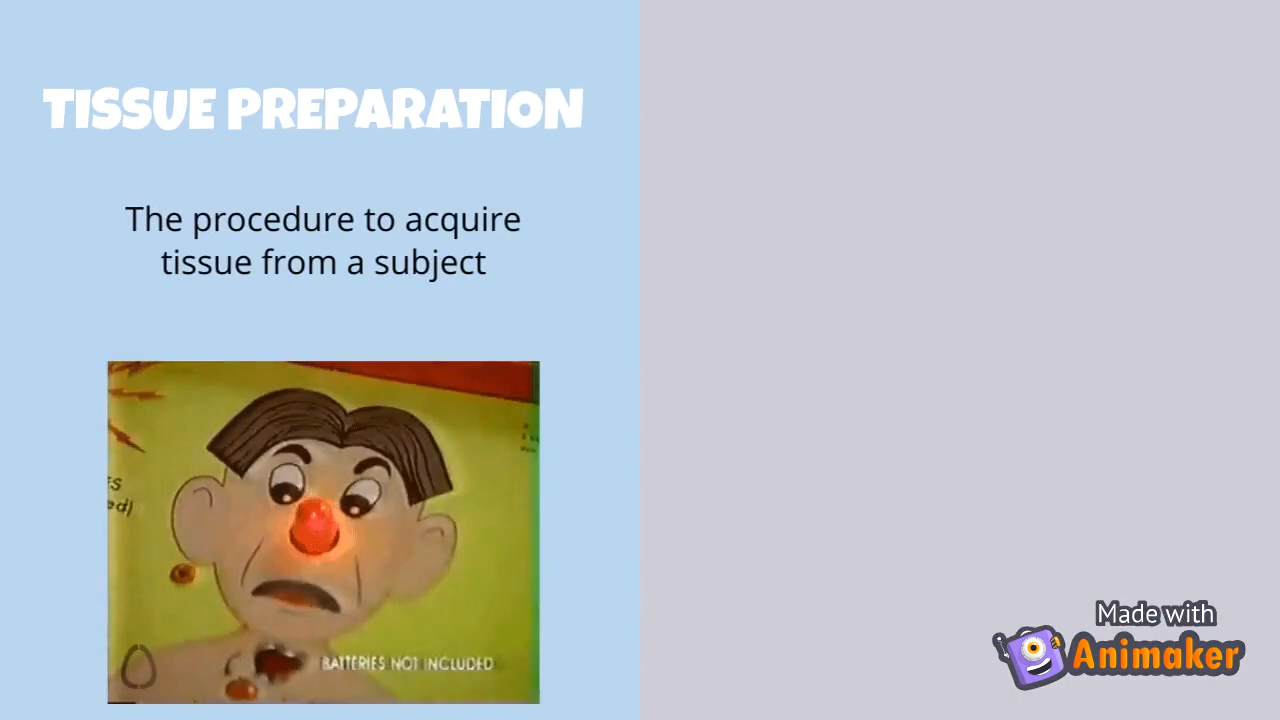 TISSUE PREPARATION
The procedure to acquire
tissue from a subject
BATTERIES NOT INCLUDED
Made with
Animaker